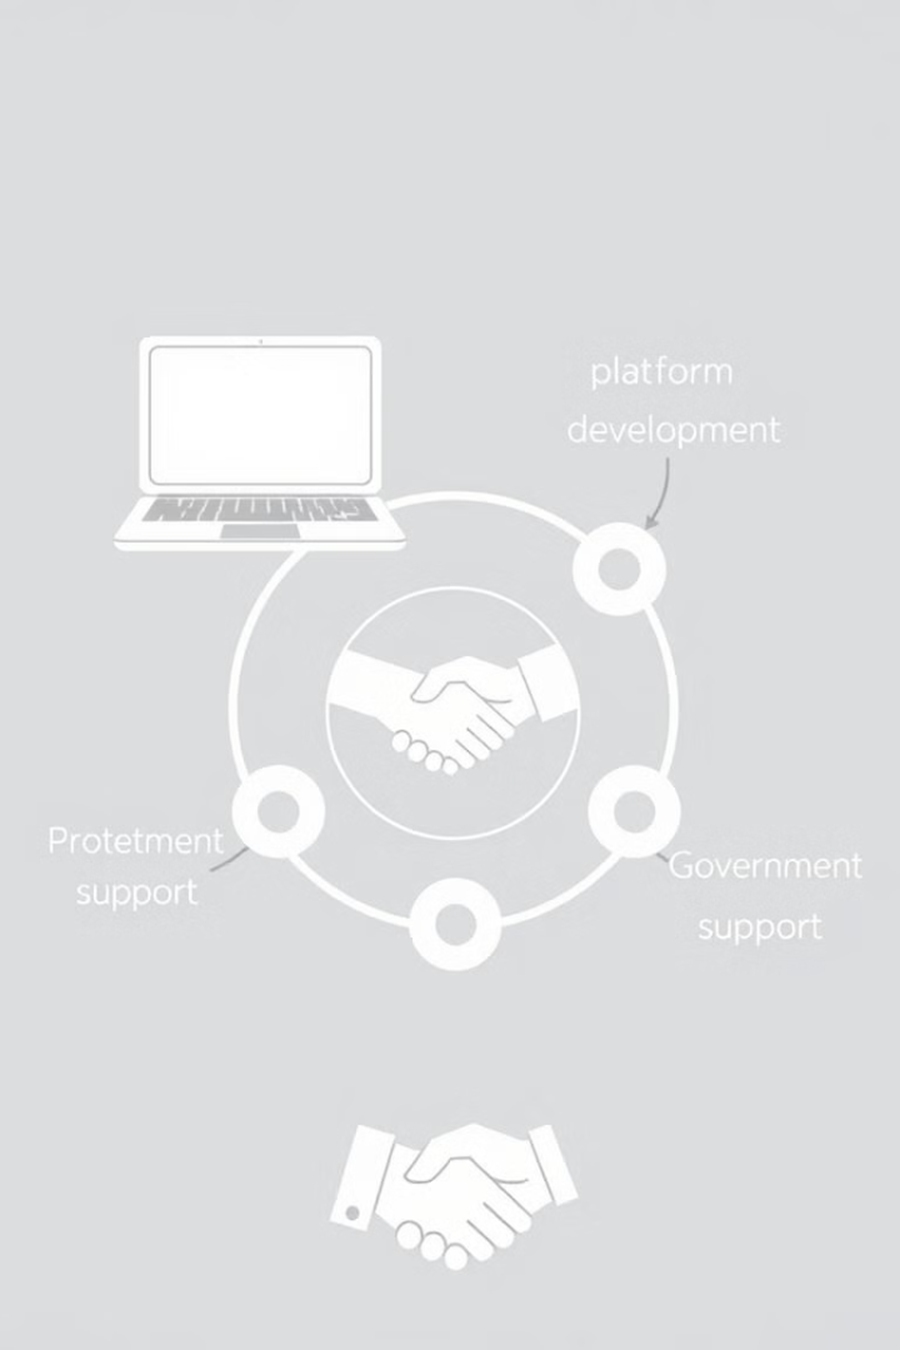 platform
development
Protetment
support
Government
support